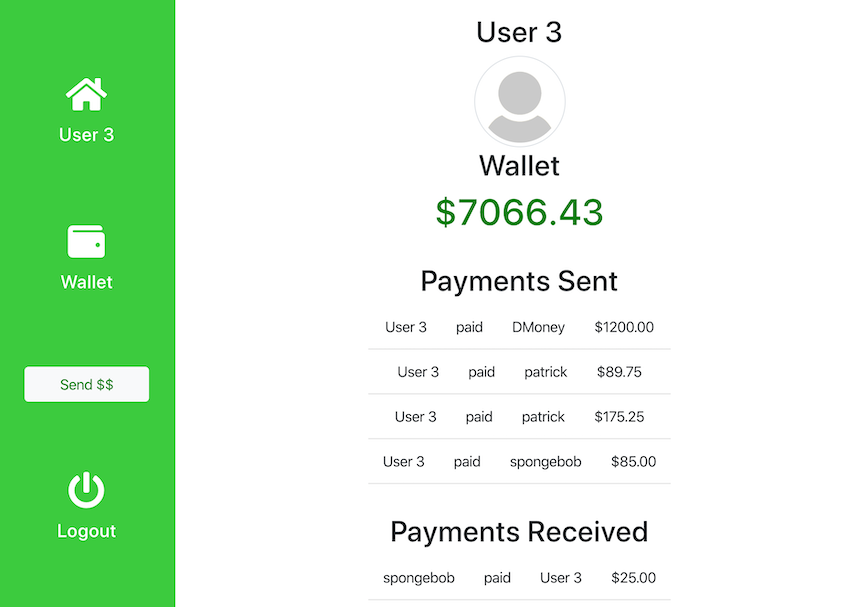 User 3
Wallet
Send $$
Logout
User 3
Wallet
$7066.43
Payments Sent
User 3 paid DMoney $1200.00
User 3 paid patrick $89.75
User 3 paid patrick $175.25
User 3 paid spongebob $85.00
Payments Received
spongebob paid User 3 $25.00